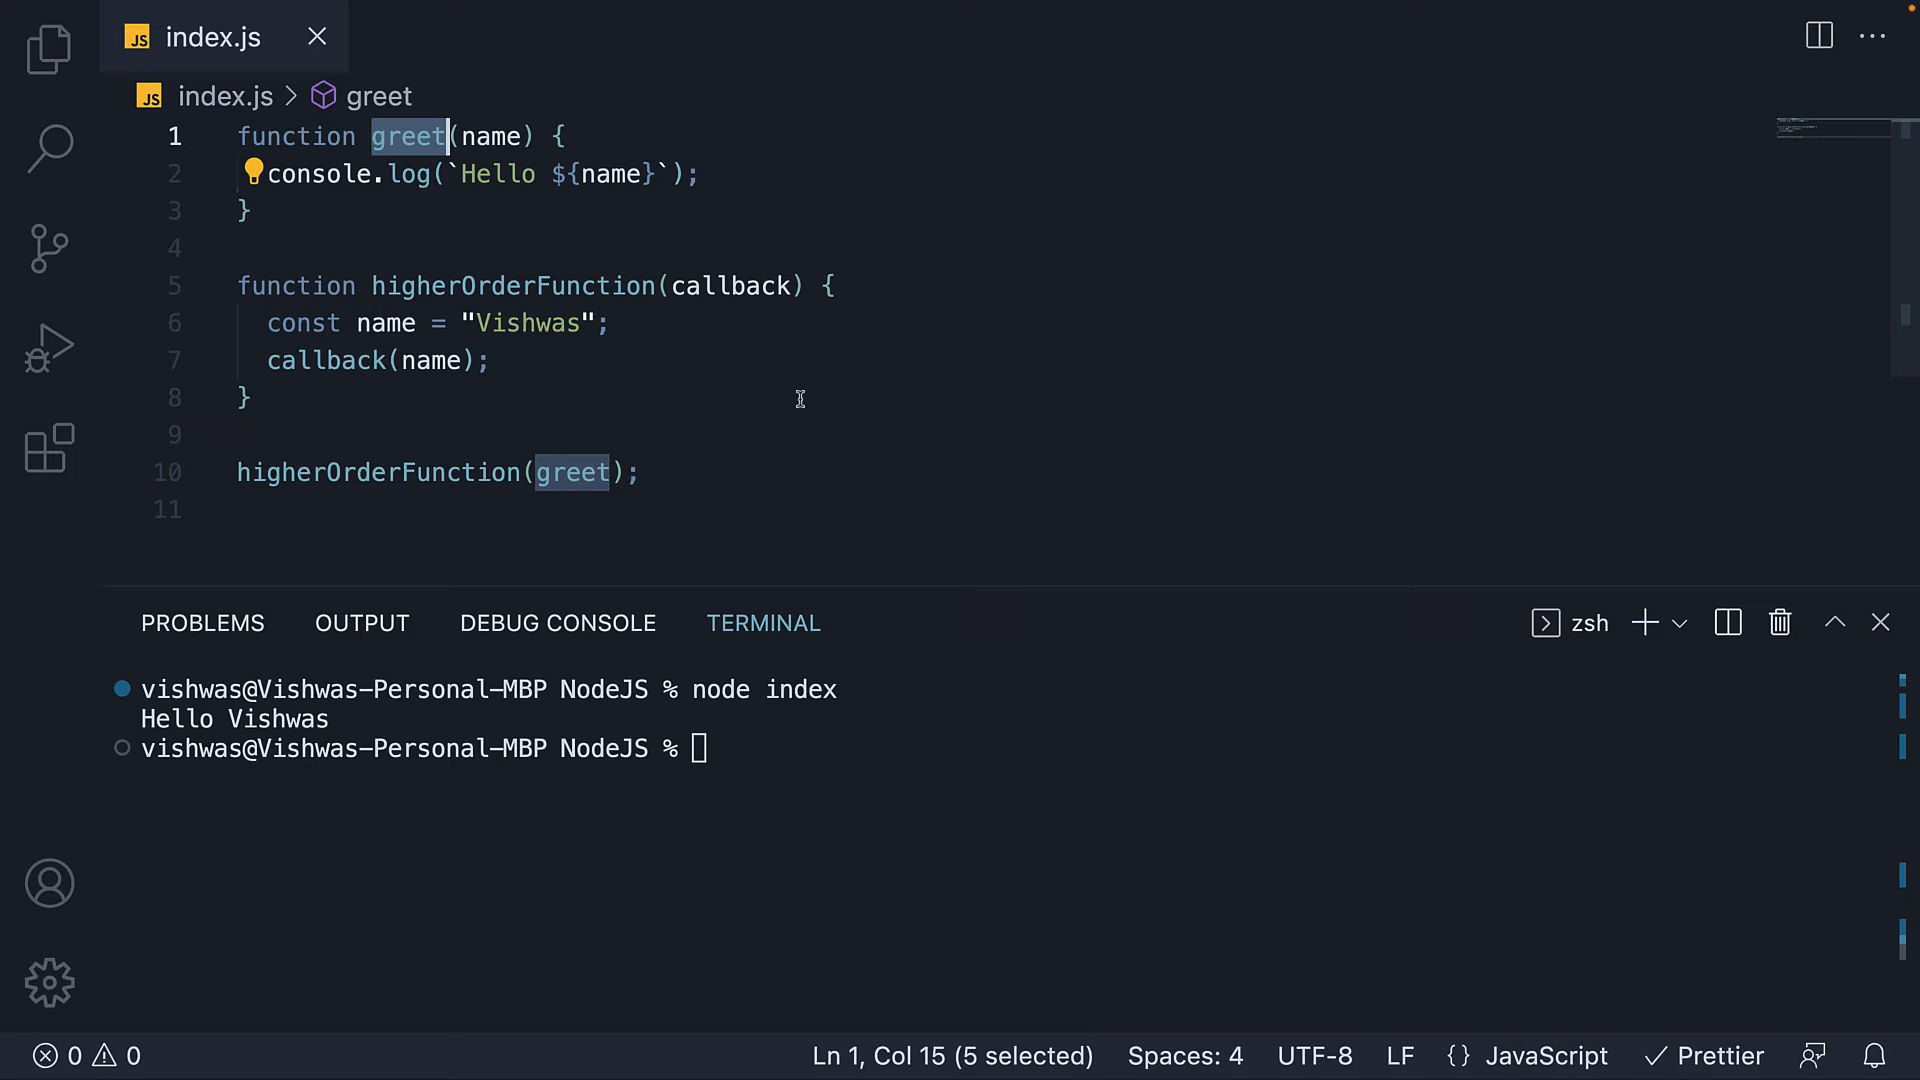 JS index.js
JS index.js > greet
1 function greet(name) {
2 console.log(`Hello ${name}`);
3 }
4
5 function higherOrderFunction(callback) {
6 const name = "Vishwas";
7 callback(name);
8 }
9
10 higherOrderFunction(greet);
11
PROBLEMS OUTPUT DEBUG CONSOLE TERMINAL zsh
vishwas@Vishwas-Personal-MBP NodeJS % node index
Hello Vishwas
vishwas@Vishwas-Personal-MBP NodeJS %
0 0 Ln 1, Col 15 (5 selected) Spaces: 4 UTF-8 LF {} JavaScript Prettier